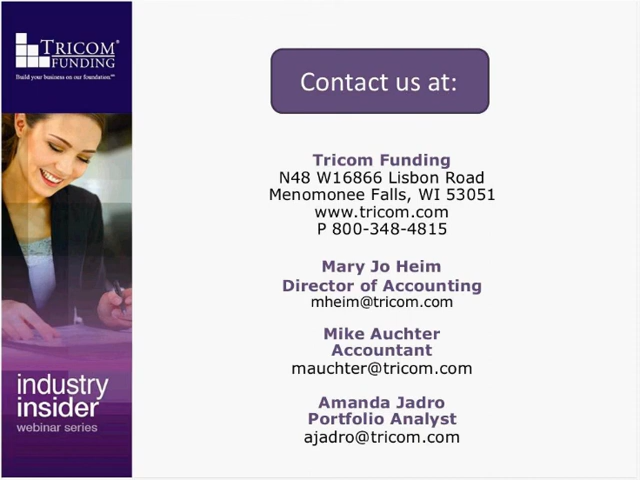 TRICOM®
FUNDING
Build your business on our foundation.℠
Contact us at:
Tricom Funding
N48 W16866 Lisbon Road
Menomonee Falls, WI 53051
www.tricom.com
P 800-348-4815
Mary Jo Heim
Director of Accounting
mheim@tricom.com
Mike Auchter
Accountant
mauchter@tricom.com
Amanda Jadro
Portfolio Analyst
ajadro@tricom.com
industry
insider
webinar series